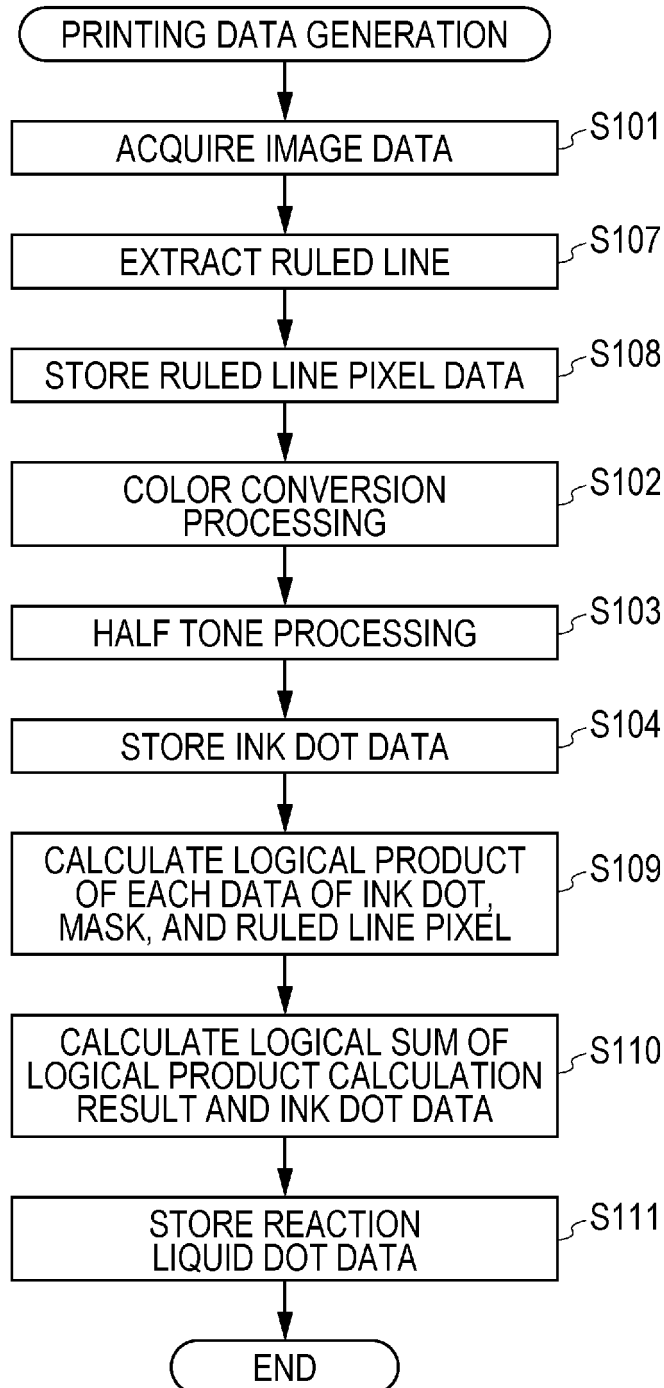 PRINTING DATA GENERATION
ACQUIRE IMAGE DATA
S101
EXTRACT RULED LINE
S107
STORE RULED LINE PIXEL DATA
S108
COLOR CONVERSION
PROCESSING
S102
HALF TONE PROCESSING
S103
STORE INK DOT DATA
S104
CALCULATE LOGICAL PRODUCT
OF EACH DATA OF INK DOT,
MASK, AND RULED LINE PIXEL
S109
CALCULATE LOGICAL SUM OF
LOGICAL PRODUCT CALCULATION
RESULT AND INK DOT DATA
S110
STORE REACTION
LIQUID DOT DATA
S111
END